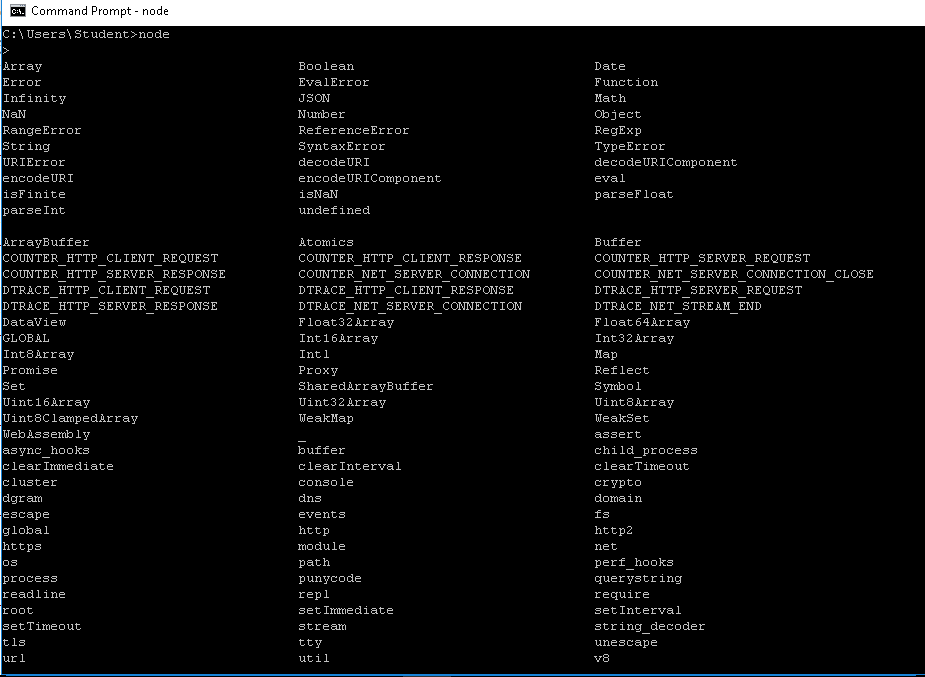 Command Prompt - node
C:\Users\Student>node
>
Array Boolean Date
Error EvalError Function
Infinity JSON Math
NaN Number Object
RangeError ReferenceError RegExp
String SyntaxError TypeError
URIError decodeURI decodeURIComponent
encodeURI encodeURIComponent eval
isFinite isNaN parseFloat
parseInt undefined
ArrayBuffer Atomics Buffer
COUNTER_HTTP_CLIENT_REQUEST COUNTER_HTTP_CLIENT_RESPONSE COUNTER_HTTP_SERVER_REQUEST
COUNTER_HTTP_SERVER_RESPONSE COUNTER_NET_SERVER_CONNECTION COUNTER_NET_SERVER_CONNECTION_CLOSE
DTRACE_HTTP_CLIENT_REQUEST DTRACE_HTTP_CLIENT_RESPONSE DTRACE_HTTP_SERVER_REQUEST
DTRACE_HTTP_SERVER_RESPONSE DTRACE_NET_SERVER_CONNECTION DTRACE_NET_STREAM_END
DataView Float32Array Float64Array
GLOBAL Int16Array Int32Array
Int8Array Intl Map
Promise Proxy Reflect
Set SharedArrayBuffer Symbol
Uint16Array Uint32Array Uint8Array
Uint8ClampedArray WeakMap WeakSet
WebAssembly _ assert
async_hooks buffer child_process
clearImmediate clearInterval clearTimeout
cluster console crypto
dgram dns domain
escape events fs
global http http2
https module net
os path perf_hooks
process punycode querystring
readline repl require
root setImmediate setInterval
setTimeout stream string_decoder
tls tty unescape
url util v8